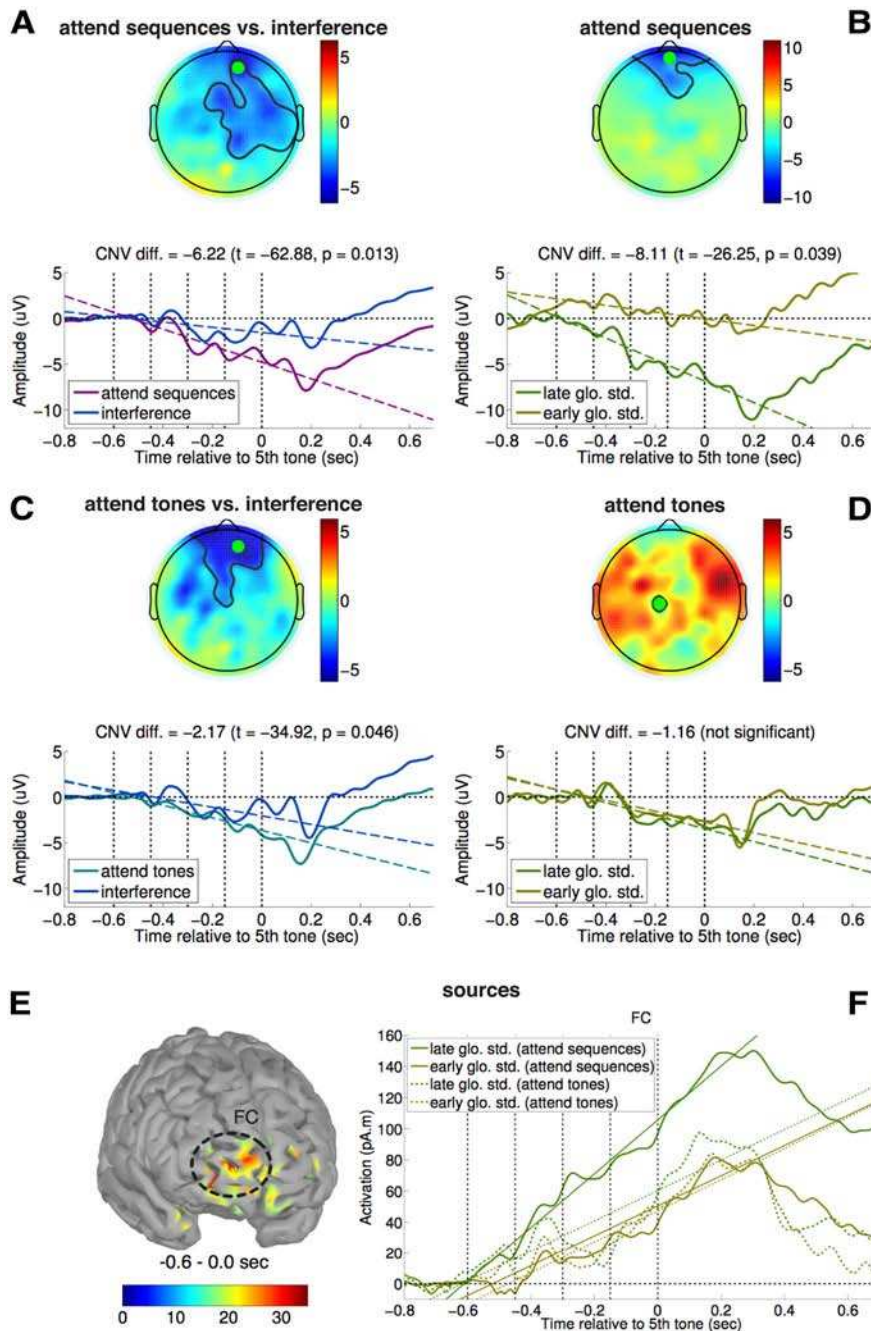 A
attend sequences vs. interference
5
0
−5
CNV diff. = −6.22 (t = −62.88, p = 0.013)
5
0
−5
−10
Amplitude (uV)
attend sequences
interference
−0.8 −0.6 −0.4 −0.2 0 0.2 0.4 0.6
Time relative to 5th tone (sec)
B
attend sequences
10
5
0
−5
−10
CNV diff. = −8.11 (t = −26.25, p = 0.039)
5
0
−5
−10
Amplitude (uV)
late glo. std.
early glo. std.
−0.8 −0.6 −0.4 −0.2 0 0.2 0.4 0.6
Time relative to 5th tone (sec)
C
attend tones vs. interference
5
0
−5
CNV diff. = −2.17 (t = −34.92, p = 0.046)
5
0
−5
−10
Amplitude (uV)
attend tones
interference
−0.8 −0.6 −0.4 −0.2 0 0.2 0.4 0.6
Time relative to 5th tone (sec)
D
attend tones
5
0
−5
CNV diff. = −1.16 (not significant)
5
0
−5
−10
Amplitude (uV)
late glo. std.
early glo. std.
−0.8 −0.6 −0.4 −0.2 0 0.2 0.4 0.6
Time relative to 5th tone (sec)
sources
E
FC
-0.6 - 0.0 sec
0 10 20 30
F
FC
160
140
120
100
80
60
40
20
0
Activation (pA.m)
late glo. std. (attend sequences)
early glo. std. (attend sequences)
late glo. std. (attend tones)
early glo. std. (attend tones)
−0.8 −0.6 −0.4 −0.2 0 0.2 0.4 0.6
Time relative to 5th tone (sec)